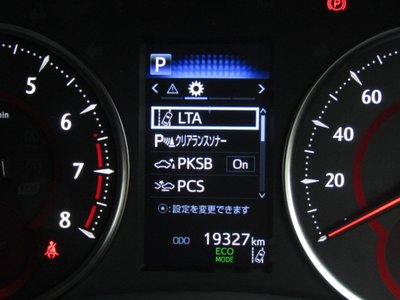 P
LTA
Pクリアランスソナー
PKSB On
PCS
:設定を変更できます
ODO 19327 km
ECO
MODE
5
6
7
8
60
40
20
P